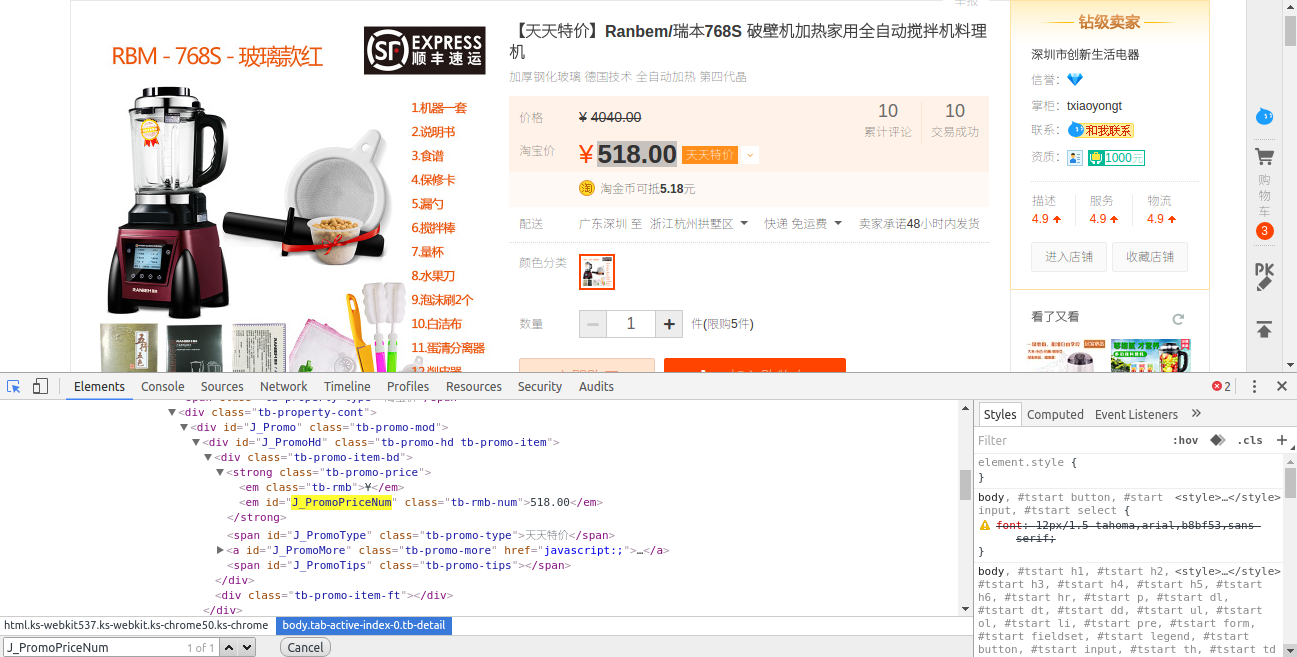 RBM - 768S - 玻璃款红
SF EXPRESS
顺丰速运
1.机器一套
2.说明书
3.食谱
4.保修卡
5.漏勺
6.搅拌棒
7.量杯
8.水果刀
9.泡沫刷2个
10.白洁布
11.蛋清分离器
RANBEM
【天天特价】Ranbem/瑞本768S 破壁机加热家用全自动搅拌机料理
机
加厚钢化玻璃 德国技术 全自动加热 第四代晶
价格 ¥ 4040.00
10 累计评论
10 交易成功
淘宝价 ¥ 518.00 天天特价
淘 淘金币可抵5.18元
配送 广东深圳 至 浙江杭州拱墅区 快递 免运费 卖家承诺48小时内发货
颜色分类
数量 1 件(限购5件)
钻级卖家
深圳市创新生活电器
信誉：
掌柜： txiaoyongt
联系： 和我联系
资质： 1000元
描述 服务 物流
4.9 4.9 4.9
进入店铺 收藏店铺
看了又看
购
物
车
3
PK
Elements Console Sources Network Timeline Profiles Resources Security Audits 2
<div class="tb-property-cont">
<div id="J_Promo" class="tb-promo-mod">
<div id="J_PromoHd" class="tb-promo-hd tb-promo-item">
<div class="tb-promo-item-bd">
<strong class="tb-promo-price">
<em class="tb-rmb">¥</em>
<em id="J_PromoPriceNum" class="tb-rmb-num">518.00</em>
</strong>
<span id="J_PromoType" class="tb-promo-type">天天特价</span>
<a id="J_PromoMore" class="tb-promo-more" href="javascript:;">…</a>
<span id="J_PromoTips" class="tb-promo-tips"></span>
</div>
<div class="tb-promo-item-ft"></div>
</div>
html.ks-webkit537.ks-webkit.ks-chrome50.ks-chrome body.tab-active-index-0.tb-detail
J_PromoPriceNum 1 of 1 Cancel
Styles Computed Event Listeners »
Filter :hov .cls +
element.style {
}
body, #tstart button, #start <style>…</style>
input, #tstart select {
font: 12px/1.5 tahoma,arial,b8bf53,sans-
serif;
}
body, #tstart h1, #tstart h2, <style>…</style>
#tstart h3, #tstart h4, #tstart h5, #tstart
h6, #tstart hr, #tstart p, #tstart dl,
#tstart dt, #tstart dd, #tstart ul, #tstart
ol, #tstart li, #tstart pre, #tstart form,
#tstart fieldset, #tstart legend, #tstart
button, #tstart input, #tstart th, #tstart td